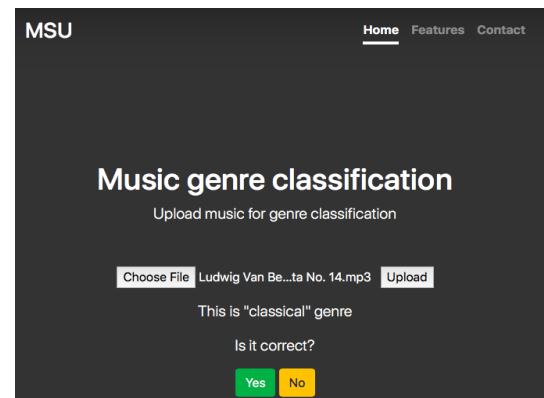 MSU Home Features Contact
Music genre classification
Upload music for genre classification
Choose File Ludwig Van Be...ta No. 14.mp3 Upload
This is "classical" genre
Is it correct?
Yes No